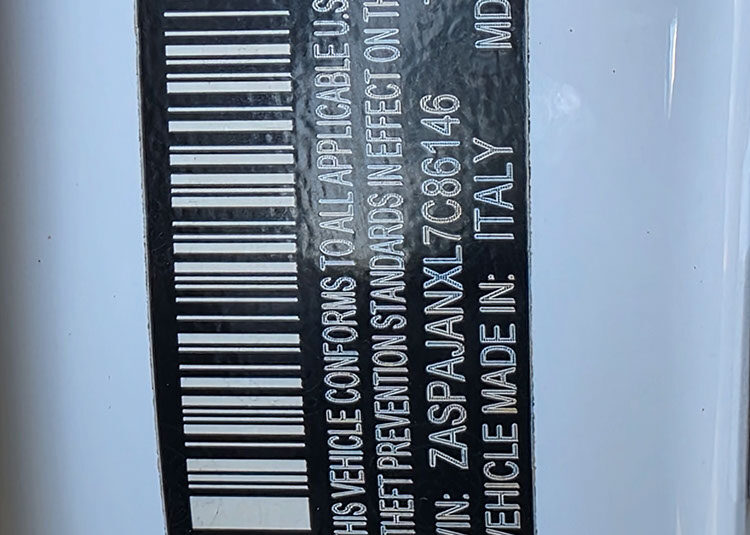 THIS VEHICLE CONFORMS TO ALL APPLICABLE U.S
THEFT PREVENTION STANDARDS IN EFFECT ON TH
VIN: ZASPAJANXL7C86146 MD
VEHICLE MADE IN: ITALY